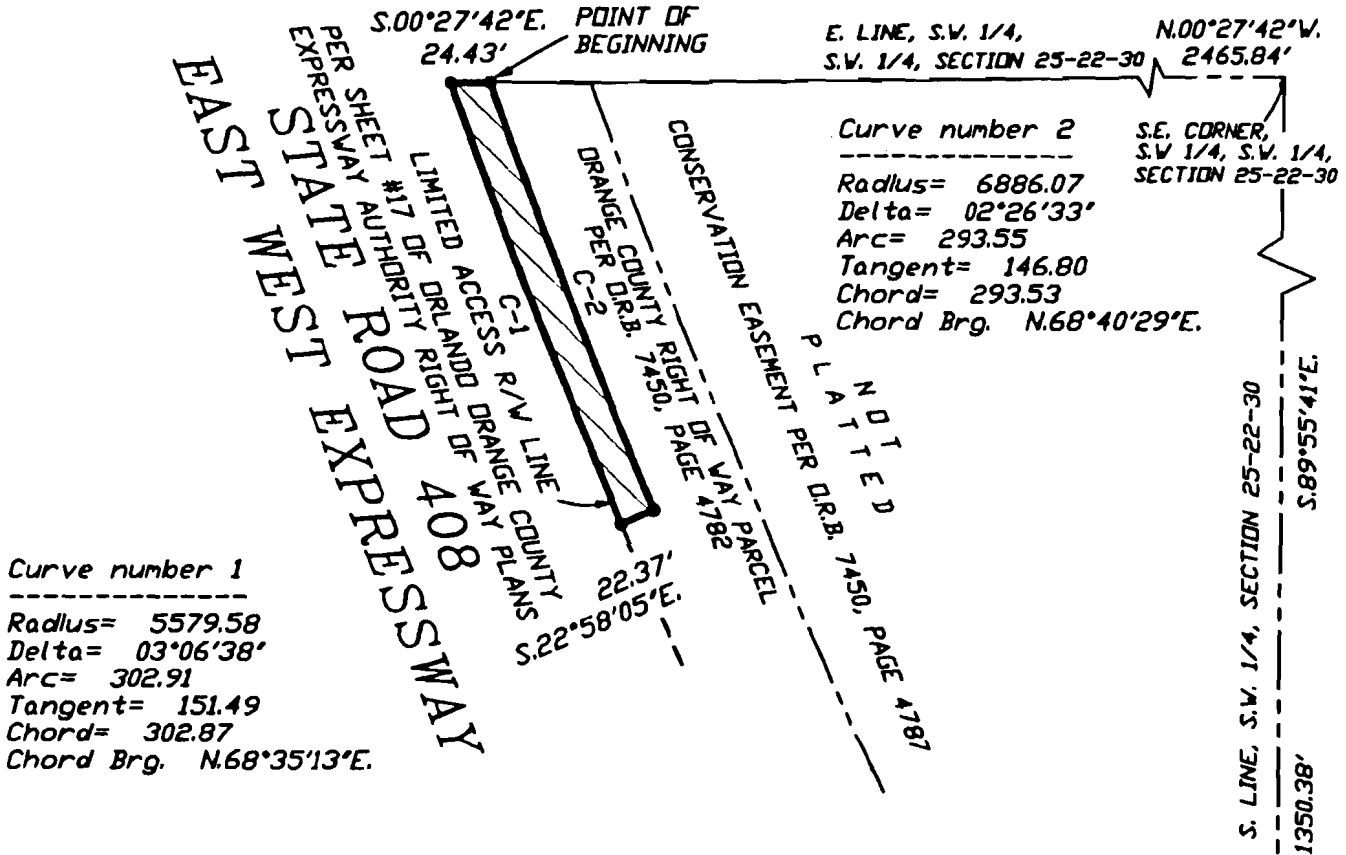 S.00°27'42"E.
24.43'
POINT OF
BEGINNING
E. LINE, S.W. 1/4,
S.W. 1/4, SECTION 25-22-30
N.00°27'42"W.
2465.84'
S.E. CORNER,
S.W 1/4, S.W. 1/4,
SECTION 25-22-30
Curve number 2
--------------
Radius= 6886.07
Delta= 02°26'33"
Arc= 293.55
Tangent= 146.80
Chord= 293.53
Chord Brg. N.68°40'29"E.
PER SHEET #17 OF ORLANDO ORANGE COUNTY
EXPRESSWAY AUTHORITY RIGHT OF WAY PLANS
LIMITED ACCESS R/W LINE
STATE ROAD 408
EAST WEST EXPRESSWAY
C-1
C-2
ORANGE COUNTY RIGHT OF WAY PARCEL
PER O.R.B. 7450, PAGE 4782
CONSERVATION EASEMENT PER O.R.B. 7450, PAGE 4787
NOT
PLATTED
22.37'
S.22°58'05"E.
S. LINE, S.W. 1/4, SECTION 25-22-30
S.89°55'41"E.
1350.38'
Curve number 1
--------------
Radius= 5579.58
Delta= 03°06'38"
Arc= 302.91
Tangent= 151.49
Chord= 302.87
Chord Brg. N.68°35'13"E.